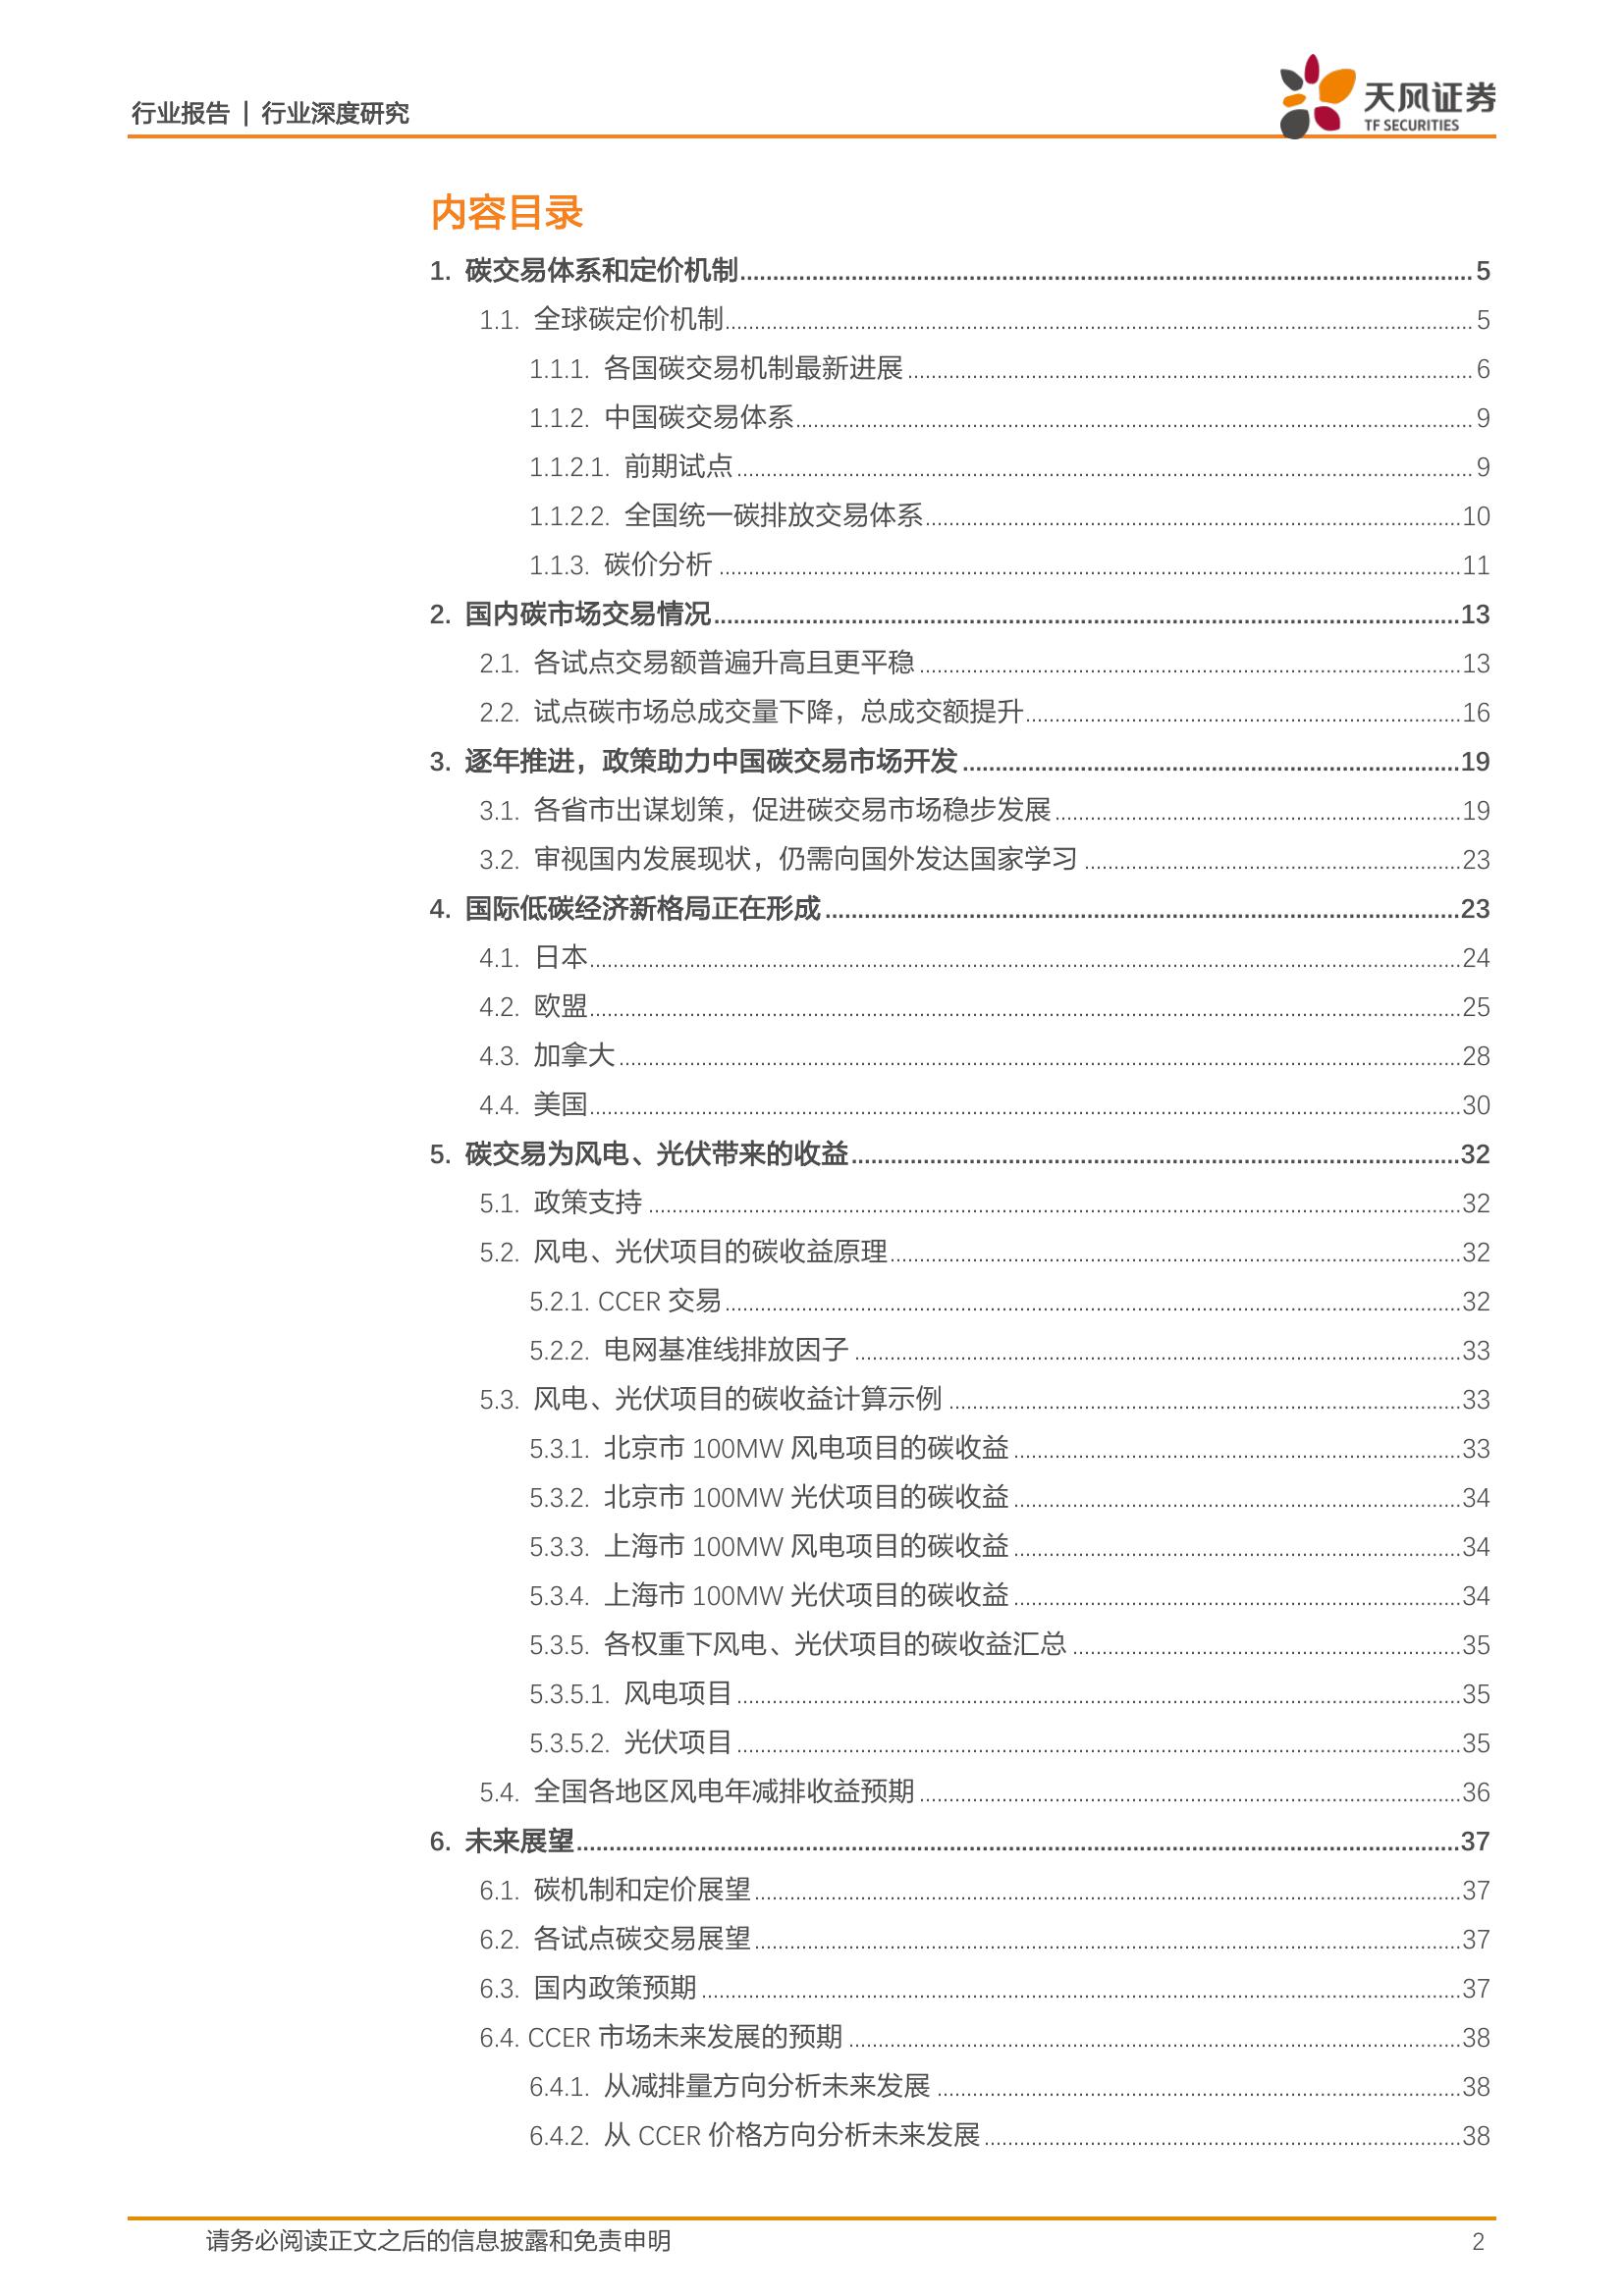 行业报告 | 行业深度研究
天风证券
TF SECURITIES
内容目录
1. 碳交易体系和定价机制 5
1.1. 全球碳定价机制 5
1.1.1. 各国碳交易机制最新进展 6
1.1.2. 中国碳交易体系 9
1.1.2.1. 前期试点 9
1.1.2.2. 全国统一碳排放交易体系 10
1.1.3. 碳价分析 11
2. 国内碳市场交易情况 13
2.1. 各试点交易额普遍升高且更平稳 13
2.2. 试点碳市场总成交量下降，总成交额提升 16
3. 逐年推进，政策助力中国碳交易市场开发 19
3.1. 各省市出谋划策，促进碳交易市场稳步发展 19
3.2. 审视国内发展现状，仍需向国外发达国家学习 23
4. 国际低碳经济新格局正在形成 23
4.1. 日本 24
4.2. 欧盟 25
4.3. 加拿大 28
4.4. 美国 30
5. 碳交易为风电、光伏带来的收益 32
5.1. 政策支持 32
5.2. 风电、光伏项目的碳收益原理 32
5.2.1. CCER 交易 32
5.2.2. 电网基准线排放因子 33
5.3. 风电、光伏项目的碳收益计算示例 33
5.3.1. 北京市 100MW 风电项目的碳收益 33
5.3.2. 北京市 100MW 光伏项目的碳收益 34
5.3.3. 上海市 100MW 风电项目的碳收益 34
5.3.4. 上海市 100MW 光伏项目的碳收益 34
5.3.5. 各权重下风电、光伏项目的碳收益汇总 35
5.3.5.1. 风电项目 35
5.3.5.2. 光伏项目 35
5.4. 全国各地区风电年减排收益预期 36
6. 未来展望 37
6.1. 碳机制和定价展望 37
6.2. 各试点碳交易展望 37
6.3. 国内政策预期 37
6.4. CCER 市场未来发展的预期 38
6.4.1. 从减排量方向分析未来发展 38
6.4.2. 从 CCER 价格方向分析未来发展 38
请务必阅读正文之后的信息披露和免责申明 2